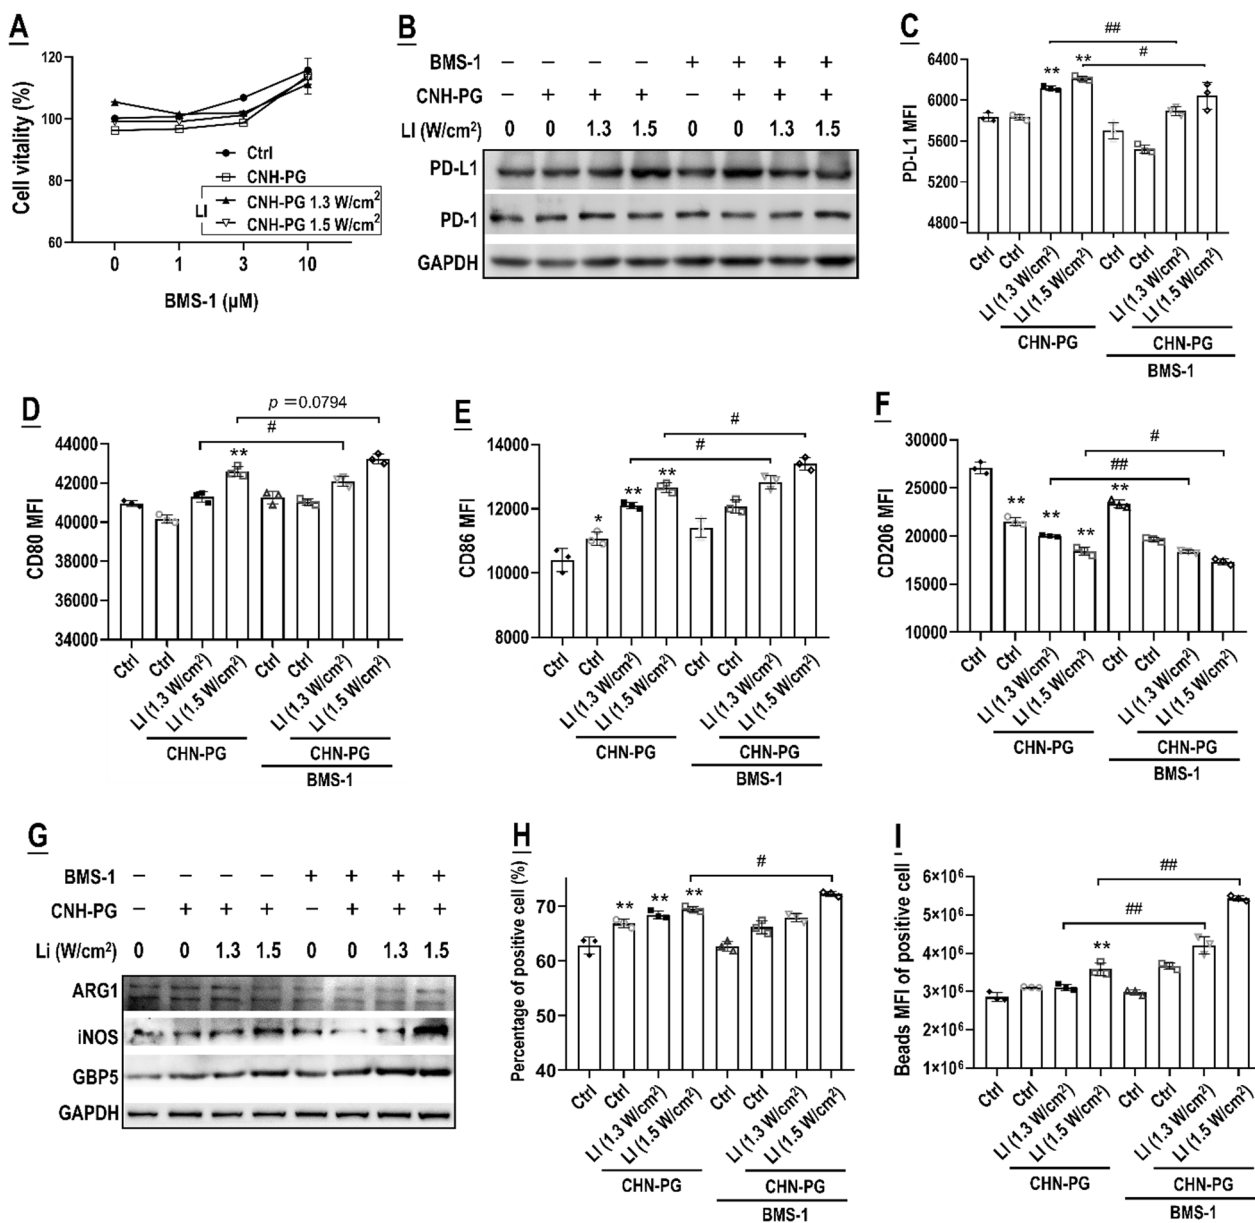 A
Cell vitality (%)
120
100
80
60
0 1 3 10
BMS-1 (µM)
Ctrl
CNH-PG
LI
CNH-PG 1.3 W/cm²
CNH-PG 1.5 W/cm²
B
BMS-1 − − − − + + + +
CNH-PG − + + + − + + +
LI (W/cm²) 0 0 1.3 1.5 0 0 1.3 1.5
PD-L1
PD-1
GAPDH
C
PD-L1 MFI
6400
6000
5600
5200
4800
##
#
** **
Ctrl Ctrl LI (1.3 W/cm²) LI (1.5 W/cm²) Ctrl Ctrl LI (1.3 W/cm²) LI (1.5 W/cm²)
CHN-PG CHN-PG
BMS-1
D
CD80 MFI
44000
42000
40000
38000
36000
34000
p = 0.0794
#
**
Ctrl Ctrl LI (1.3 W/cm²) LI (1.5 W/cm²) Ctrl Ctrl LI (1.3 W/cm²) LI (1.5 W/cm²)
CHN-PG CHN-PG
BMS-1
E
CD86 MFI
14000
12000
10000
8000
#
#
* ** **
Ctrl Ctrl LI (1.3 W/cm²) LI (1.5 W/cm²) Ctrl Ctrl LI (1.3 W/cm²) LI (1.5 W/cm²)
CHN-PG CHN-PG
BMS-1
F
CD206 MFI
30000
25000
20000
15000
10000
#
##
** ** ** **
Ctrl Ctrl LI (1.3 W/cm²) LI (1.5 W/cm²) Ctrl Ctrl LI (1.3 W/cm²) LI (1.5 W/cm²)
CHN-PG CHN-PG
BMS-1
G
BMS-1 − − − − + + + +
CNH-PG − + + + − + + +
Li (W/cm²) 0 0 1.3 1.5 0 0 1.3 1.5
ARG1
iNOS
GBP5
GAPDH
H
Percentage of positive cell (%)
70
60
50
40
#
** ** **
Ctrl Ctrl LI (1.3 W/cm²) LI (1.5 W/cm²) Ctrl Ctrl LI (1.3 W/cm²) LI (1.5 W/cm²)
CHN-PG CHN-PG
BMS-1
I
Beads MFI of positive cell
6×10⁶
5×10⁶
4×10⁶
3×10⁶
2×10⁶
1×10⁶
##
##
**
Ctrl Ctrl LI (1.3 W/cm²) LI (1.5 W/cm²) Ctrl Ctrl LI (1.3 W/cm²) LI (1.5 W/cm²)
CHN-PG CHN-PG
BMS-1